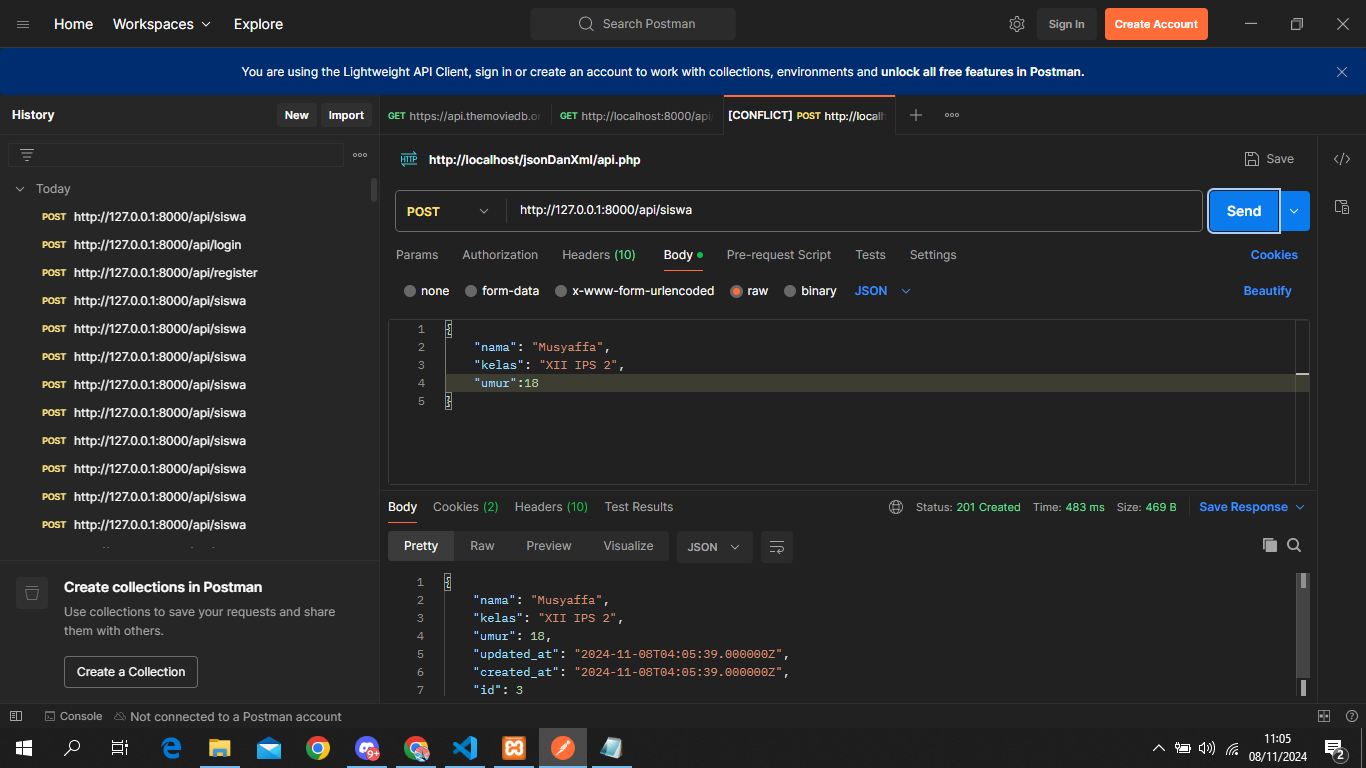 Home Workspaces Explore Search Postman Sign In Create Account
You are using the Lightweight API Client, sign in or create an account to work with collections, environments and unlock all free features in Postman.
History New Import
GET https://api.themoviedb.or GET http://localhost:8000/api/ [CONFLICT] POST http://localh
HTTP http://localhost/jsonDanXml/api.php Save
Today
POST http://127.0.0.1:8000/api/siswa
POST http://127.0.0.1:8000/api/login
POST http://127.0.0.1:8000/api/register
POST http://127.0.0.1:8000/api/siswa
POST http://127.0.0.1:8000/api/siswa
POST http://127.0.0.1:8000/api/siswa
POST http://127.0.0.1:8000/api/siswa
POST http://127.0.0.1:8000/api/siswa
POST http://127.0.0.1:8000/api/siswa
POST http://127.0.0.1:8000/api/siswa
POST http://127.0.0.1:8000/api/siswa
POST http://127.0.0.1:8000/api/siswa
Create collections in Postman
Use collections to save your requests and share
them with others.
Create a Collection
POST http://127.0.0.1:8000/api/siswa Send
Params Authorization Headers (10) Body Pre-request Script Tests Settings Cookies
none form-data x-www-form-urlencoded raw binary JSON Beautify
1 {
2 "nama": "Musyaffa",
3 "kelas": "XII IPS 2",
4 "umur":18
5 }
Body Cookies (2) Headers (10) Test Results Status: 201 Created Time: 483 ms Size: 469 B Save Response
Pretty Raw Preview Visualize JSON
1 {
2 "nama": "Musyaffa",
3 "kelas": "XII IPS 2",
4 "umur": 18,
5 "updated_at": "2024-11-08T04:05:39.000000Z",
6 "created_at": "2024-11-08T04:05:39.000000Z",
7 "id": 3
Console Not connected to a Postman account
9+
11:05
08/11/2024
2